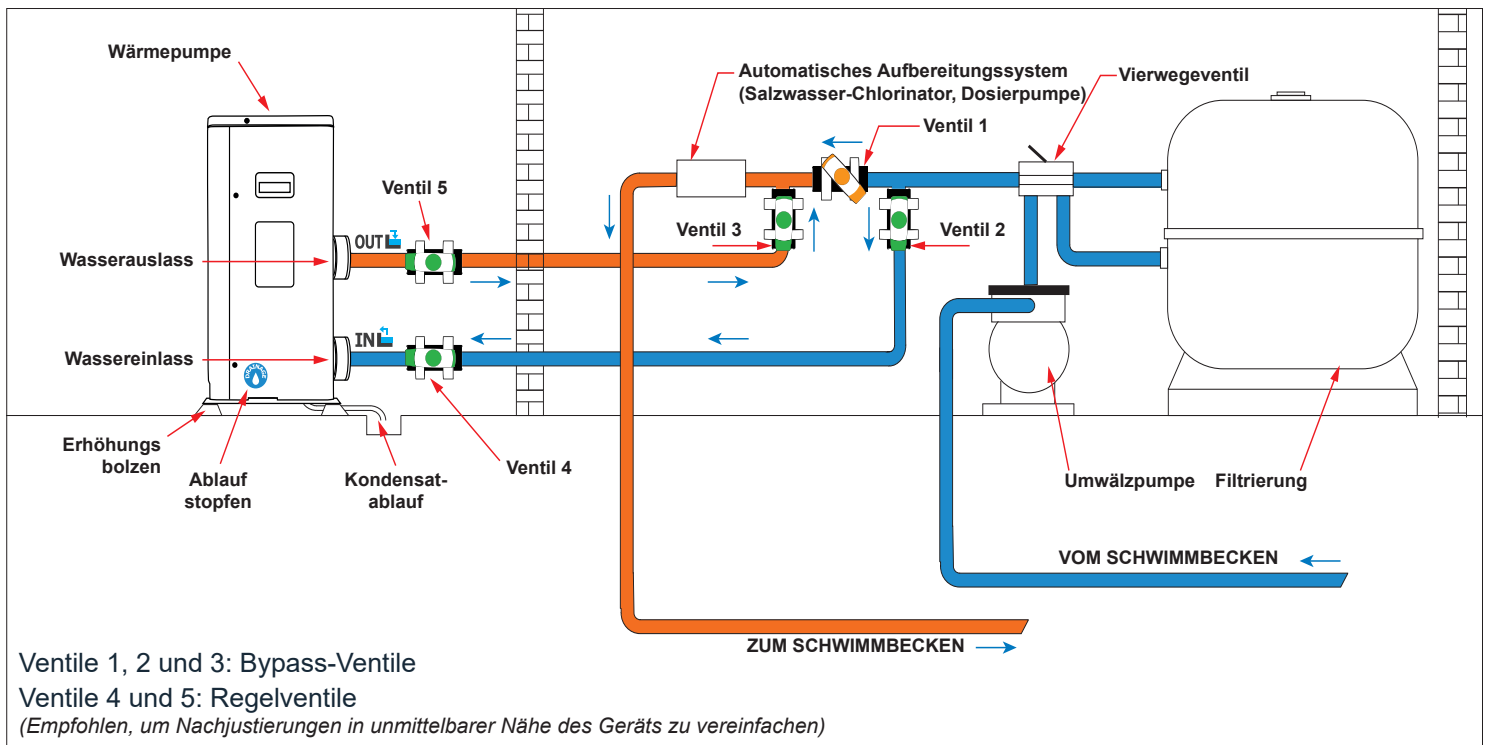 Wärmepumpe
Automatisches Aufbereitungssystem
(Salzwasser-Chlorinator, Dosierpumpe)
Vierwegeventil
Ventil 1
Ventil 5
Ventil 3
Ventil 2
OUT
Wasserauslass
IN
Wassereinlass
DRAINAGE
Erhöhungs
bolzen
Ablauf
stopfen
Kondensat-
ablauf
Ventil 4
Umwälzpumpe
Filtrierung
VOM SCHWIMMBECKEN
ZUM SCHWIMMBECKEN
Ventile 1, 2 und 3: Bypass-Ventile
Ventile 4 und 5: Regelventile
(Empfohlen, um Nachjustierungen in unmittelbarer Nähe des Geräts zu vereinfachen)